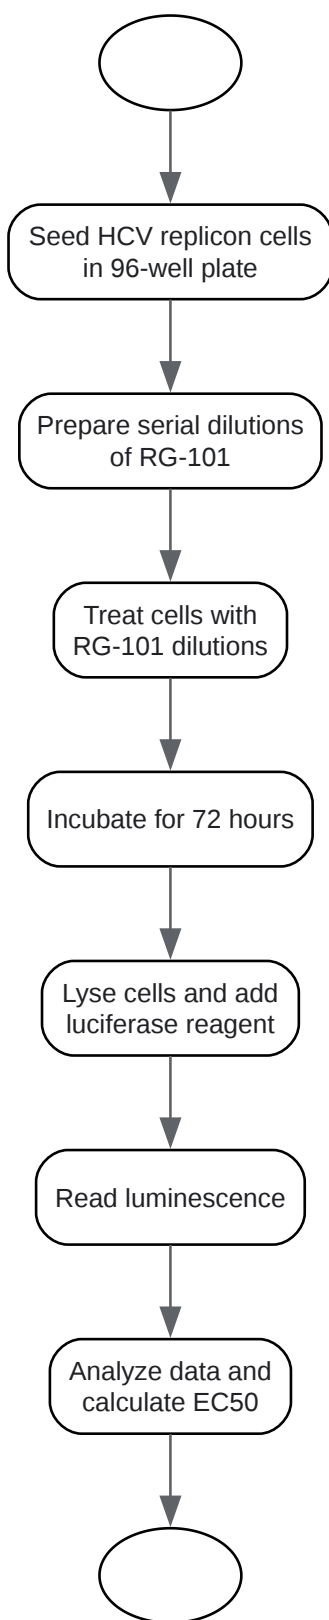 Seed HCV replicon cells
in 96-well plate
Prepare serial dilutions
of RG-101
Treat cells with
RG-101 dilutions
Incubate for 72 hours
Lyse cells and add
luciferase reagent
Read luminescence
Analyze data and
calculate EC50